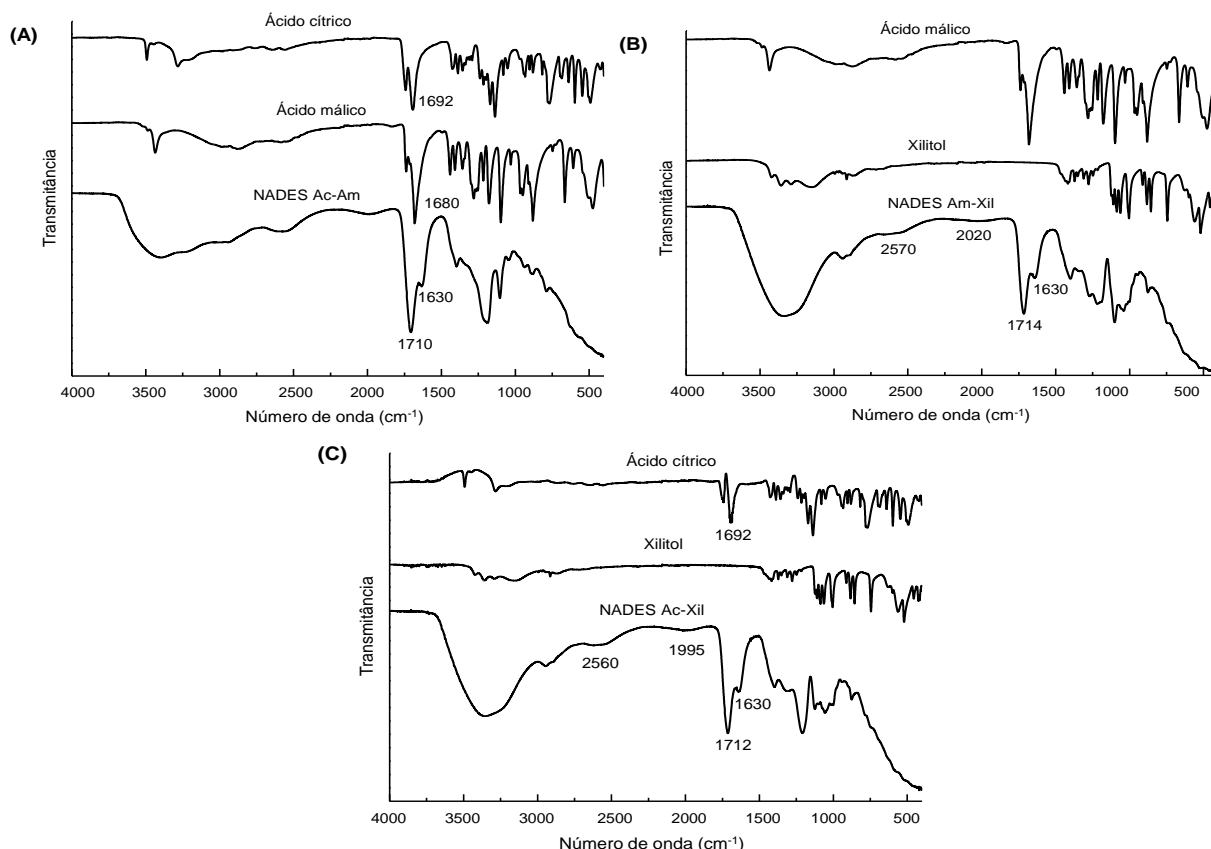 (A)
Ácido cítrico
1692
Ácido málico
NADES Ac-Am
1680
1630
1710
Transmitância
4000 3500 3000 2500 2000 1500 1000 500
Número de onda (cm⁻¹)
(B)
Ácido málico
Xilitol
NADES Am-Xil
2570
2020
1630
1714
Transmitância
4000 3500 3000 2500 2000 1500 1000 500
Número de onda (cm⁻¹)
(C)
Ácido cítrico
1692
Xilitol
NADES Ac-Xil
2560
1995
1630
1712
Transmitância
4000 3500 3000 2500 2000 1500 1000 500
Número de onda (cm⁻¹)